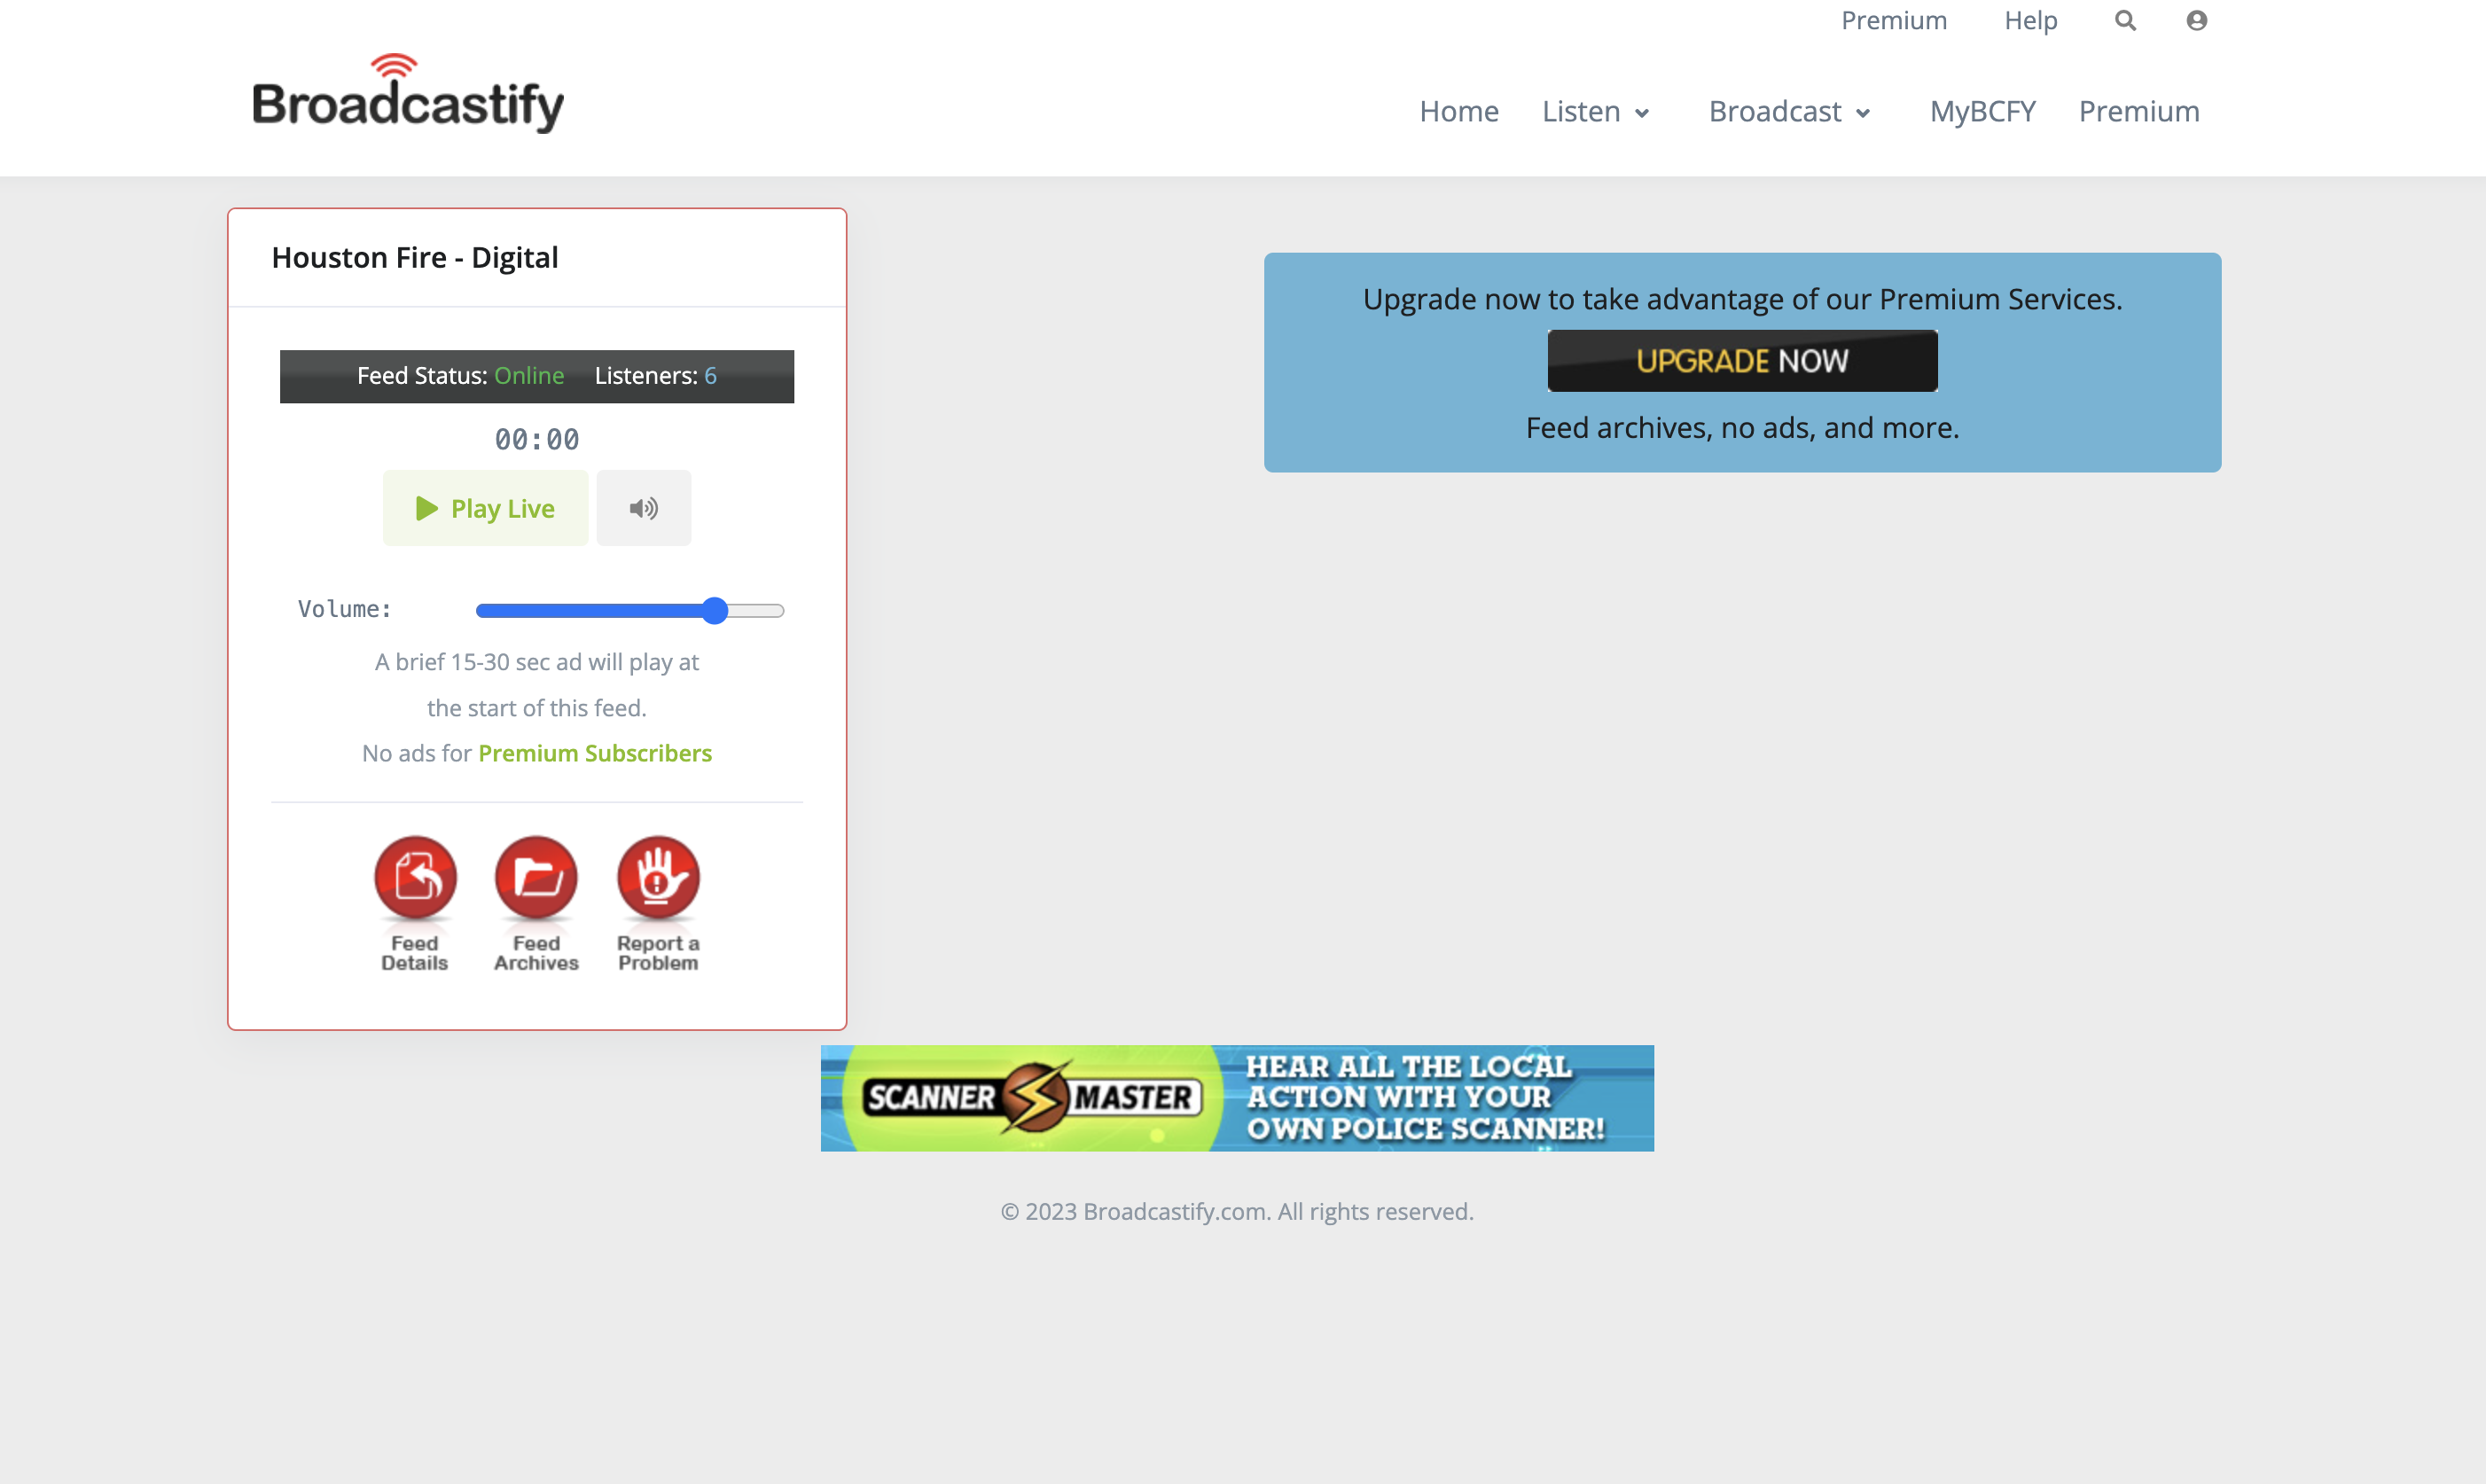 Premium Help
Broadcastify
Home Listen Broadcast MyBCFY Premium
Houston Fire - Digital
Feed Status: Online Listeners: 6
00:00
Play Live
Volume:
A brief 15-30 sec ad will play at
the start of this feed.
No ads for Premium Subscribers
Feed
Details
Feed
Archives
Report a
Problem
Upgrade now to take advantage of our Premium Services.
UPGRADE NOW
Feed archives, no ads, and more.
SCANNER MASTER
HEAR ALL THE LOCAL
ACTION WITH YOUR
OWN POLICE SCANNER!
© 2023 Broadcastify.com. All rights reserved.